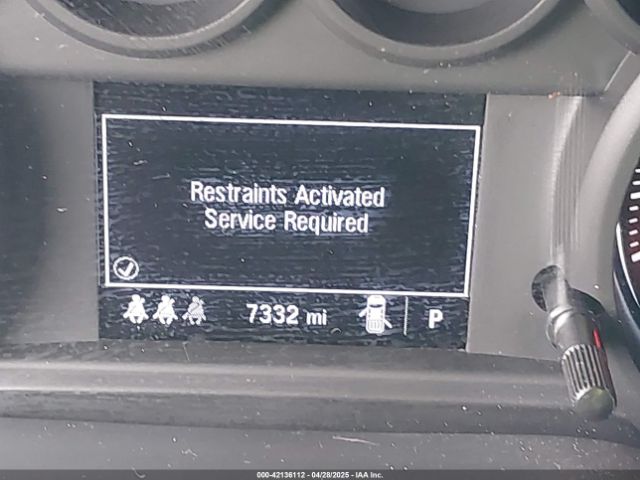 Restraints Activated
Service Required
7332 mi
P
000-42136112 - 04/28/2025 - © IAA, Inc.